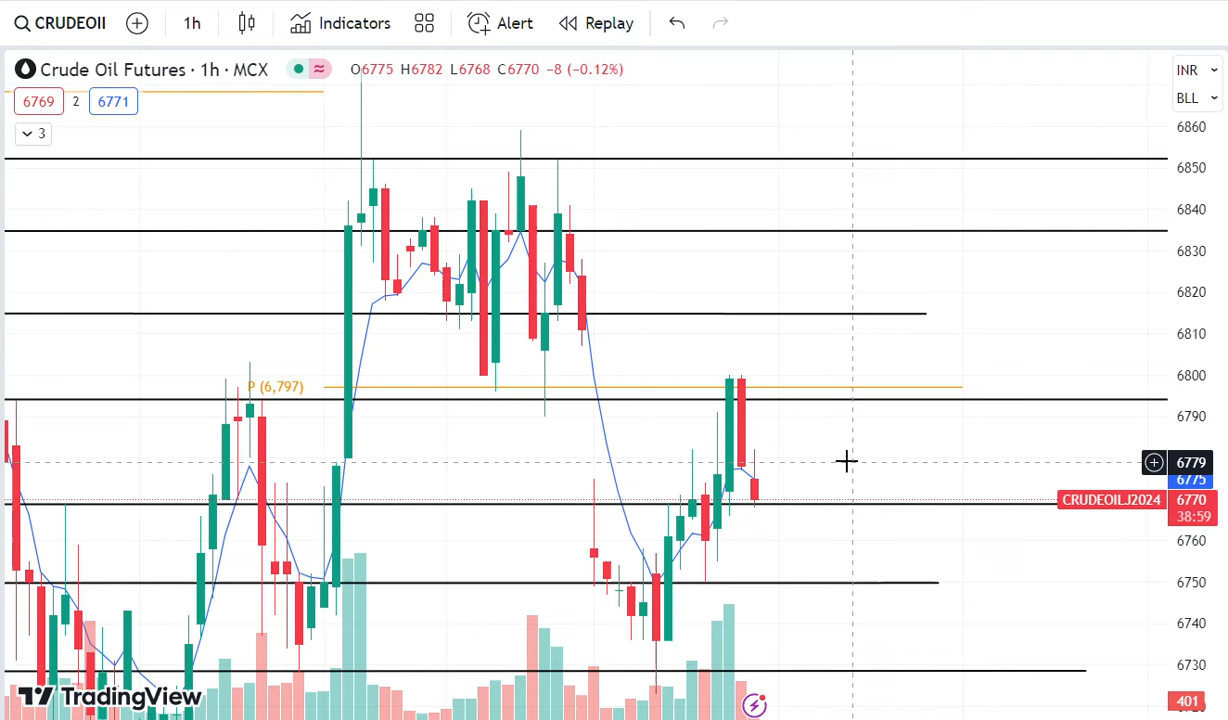 CRUDEOIl 1h Indicators Alert Replay
Crude Oil Futures · 1h · MCX O6775 H6782 L6768 C6770 −8 (−0.12%)
INR
6769 2 6771
BLL
3
6860
6850
6840
6830
6820
6810
6800
P (6,797)
6790
6779
6775
CRUDEOILJ2024 6770
38:59
6760
6750
6740
6730
TradingView
401